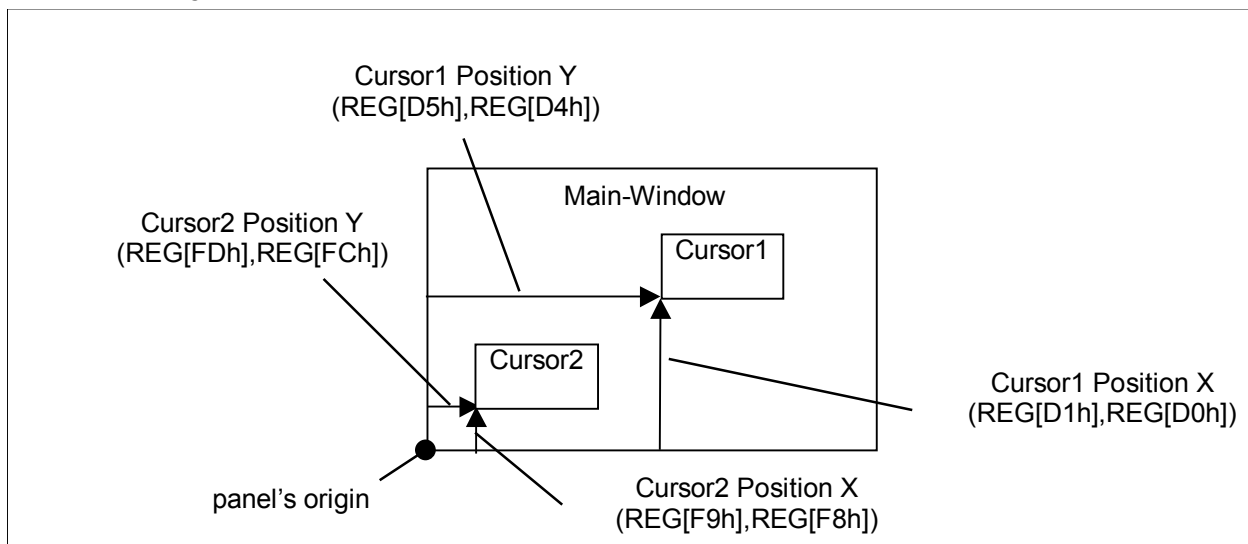 Cursor1 Position Y
(REG[D5h],REG[D4h])
Main-Window
Cursor2 Position Y
(REG[FDh],REG[FCh])
Cursor1
Cursor2
Cursor1 Position X
(REG[D1h],REG[D0h])
panel’s origin
Cursor2 Position X
(REG[F9h],REG[F8h])